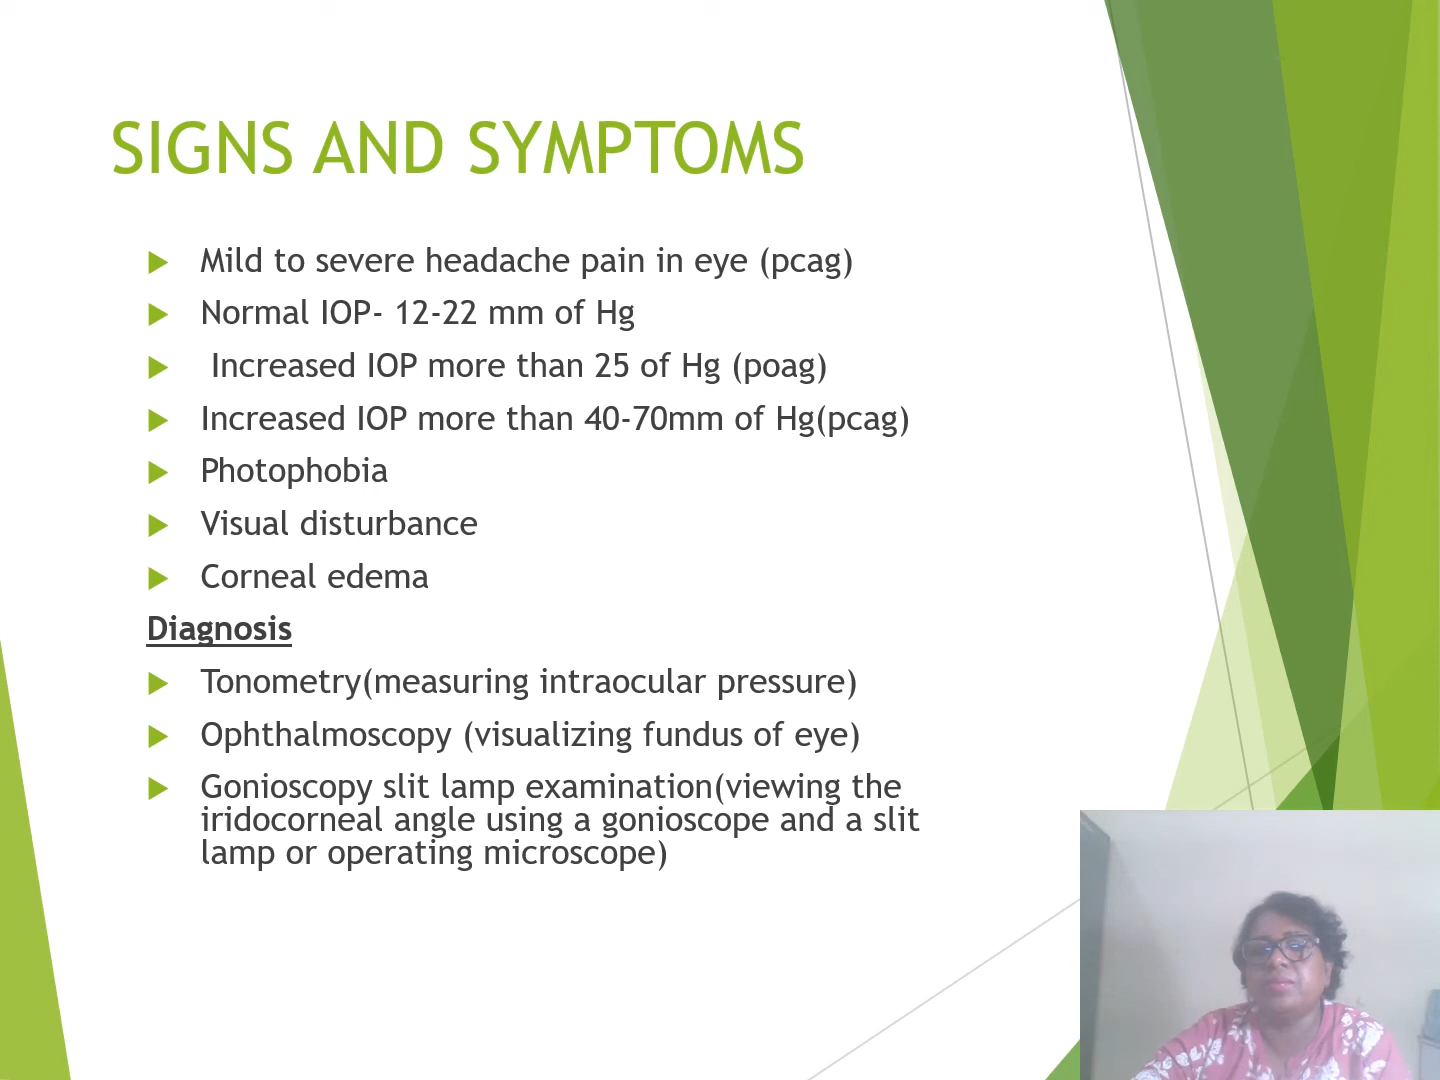 SIGNS AND SYMPTOMS
Mild to severe headache pain in eye (pcag)
Normal IOP- 12-22 mm of Hg
Increased IOP more than 25 of Hg (poag)
Increased IOP more than 40-70mm of Hg(pcag)
Photophobia
Visual disturbance
Corneal edema
Diagnosis
Tonometry(measuring intraocular pressure)
Ophthalmoscopy (visualizing fundus of eye)
Gonioscopy slit lamp examination(viewing the
iridocorneal angle using a gonioscope and a slit
lamp or operating microscope)